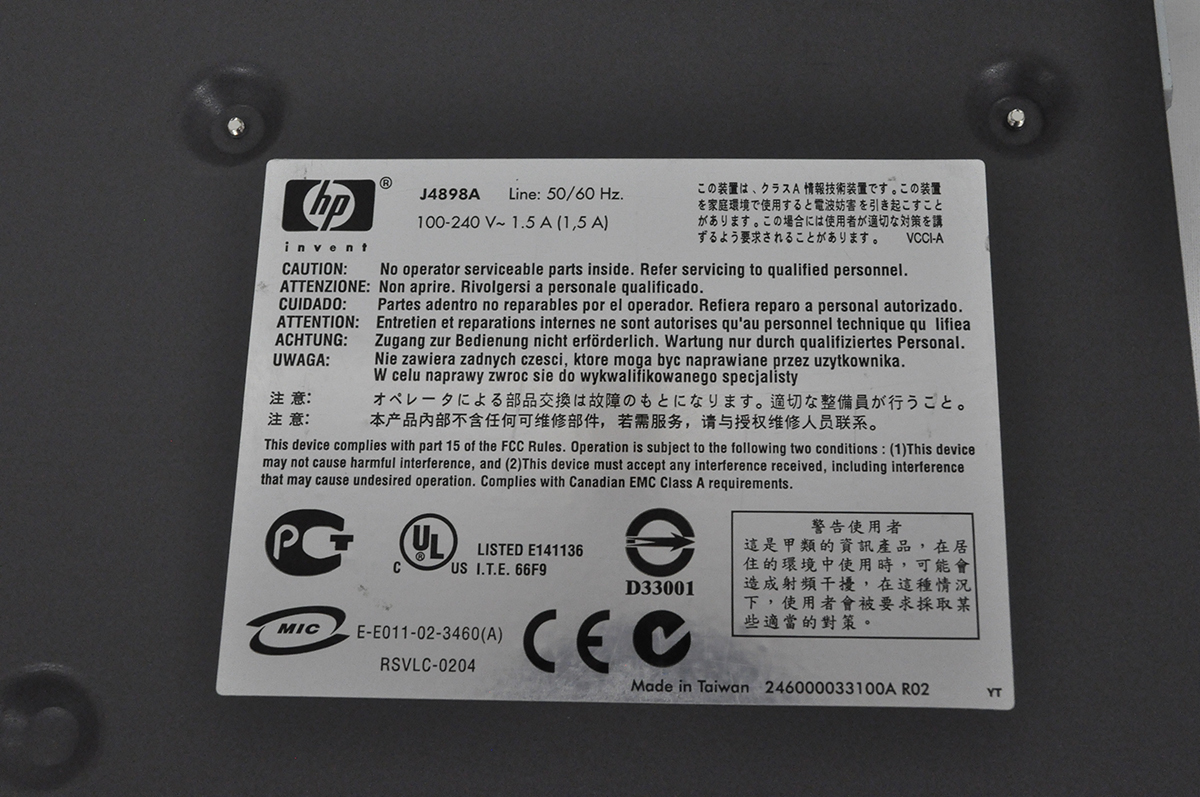 hp ®
invent
J4898A Line: 50/60 Hz.
100-240 V~ 1.5 A (1,5 A)
この装置は、クラスA 情報技術装置です。この装置
を家庭環境で使用すると電波妨害を引き起こすこと
があります。この場合には使用者が適切な対策を講
ずるよう要求されることがあります。 VCCI-A
CAUTION: No operator serviceable parts inside. Refer servicing to qualified personnel.
ATTENZIONE: Non aprire. Rivolgersi a personale qualificado.
CUIDADO: Partes adentro no reparables por el operador. Refiera reparo a personal autorizado.
ATTENTION: Entretien et reparations internes ne sont autorises qu'au personnel technique qu lifiea
ACHTUNG: Zugang zur Bedienung nicht erförderlich. Wartung nur durch qualifiziertes Personal.
UWAGA: Nie zawiera zadnych czesci, ktore moga byc naprawiane przez uzytkownika.
W celu naprawy zwroc sie do wykwalifikowanego specjalisty
注 意: オペレータによる部品交換は故障のもとになります。適切な整備員が行うこと。
注 意: 本产品內部不含任何可维修部件，若需服务，请与授权维修人员联系。
This device complies with part 15 of the FCC Rules. Operation is subject to the following two conditions : (1)This device
may not cause harmful interference, and (2)This device must accept any interference received, including interference
that may cause undesired operation. Complies with Canadian EMC Class A requirements.
PCT
C UL ® US
LISTED E141136
I.T.E. 66F9
D33001
警告使用者
這是甲類的資訊產品，在居
住的環境中使用時，可能會
造成射頻干擾，在這種情況
下，使用者會被要求採取某
些適當的對策。
MIC
E-E011-02-3460(A)
RSVLC-0204
CE
Made in Taiwan 246000033100A R02
YT